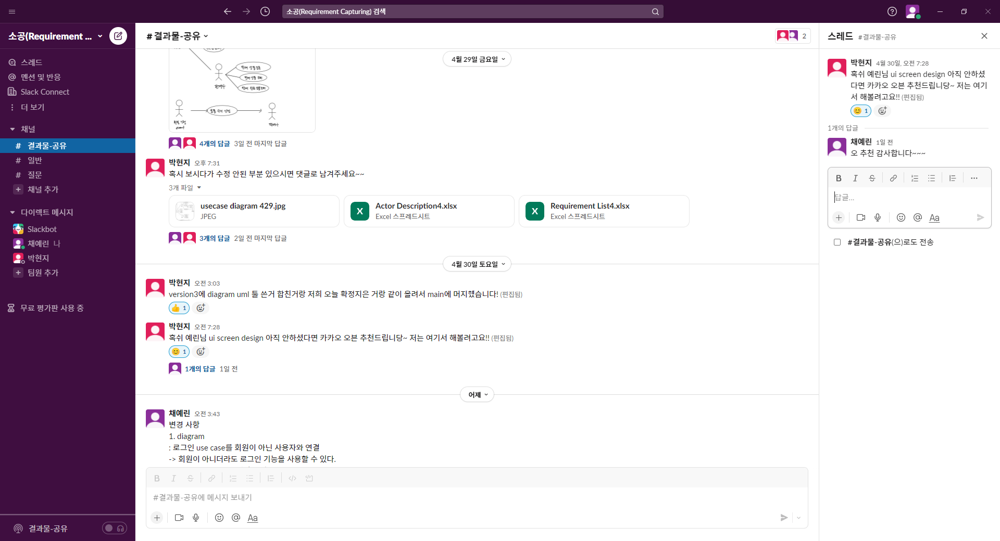 소공(Requirement Capturing) 검색
소공(Requirement ...
스레드
멘션 및 반응
Slack Connect
더 보기
채널
# 결과물-공유
# 일반
# 질문
+ 채널 추가
다이렉트 메시지
Slackbot
채예린 나
박현지
+ 팀원 추가
무료 평가판 사용 중
결과물-공유
# 결과물-공유
2
4월 29일 금요일
4개의 답글 3일 전 마지막 답글
박현지 오후 7:31
혹시 보시다가 수정 안된 부분 있으시면 댓글로 남겨주세요~~
3개 파일
usecase diagram 429.jpg
JPEG
Actor Description4.xlsx
Excel 스프레드시트
Requirement List4.xlsx
Excel 스프레드시트
3개의 답글 2일 전 마지막 답글
4월 30일 토요일
박현지 오전 3:03
version3에 diagram uml 툴 쓴거 합친거랑 저희 오늘 확정지은 거랑 같이 올려서 main에 머지헀습니다! (편집됨)
1
박현지 오전 7:28
혹쉬 예린님 ui screen design 아직 안하셨다면 카카오 오븐 추천드립니당~ 저는 여기서 해볼려고요!! (편집됨)
1
1개의 답글 1일 전
어제
채예린 오전 3:43
변경 사항
1. diagram
: 로그인 use case를 회원이 아닌 사용자와 연결
-> 회원이 아니더라도 로그인 기능을 사용할 수 있다.
#결과물-공유에 메시지 보내기
스레드 #결과물-공유
박현지 4월 30일, 오전 7:28
혹쉬 예린님 ui screen design 아직 안하셨
다면 카카오 오븐 추천드립니당~ 저는 여기
서 해볼려고요!! (편집됨)
1
1개의 답글
채예린 1일 전
오 추천 감사합니다~~~
답글...
#결과물-공유(으)로도 전송